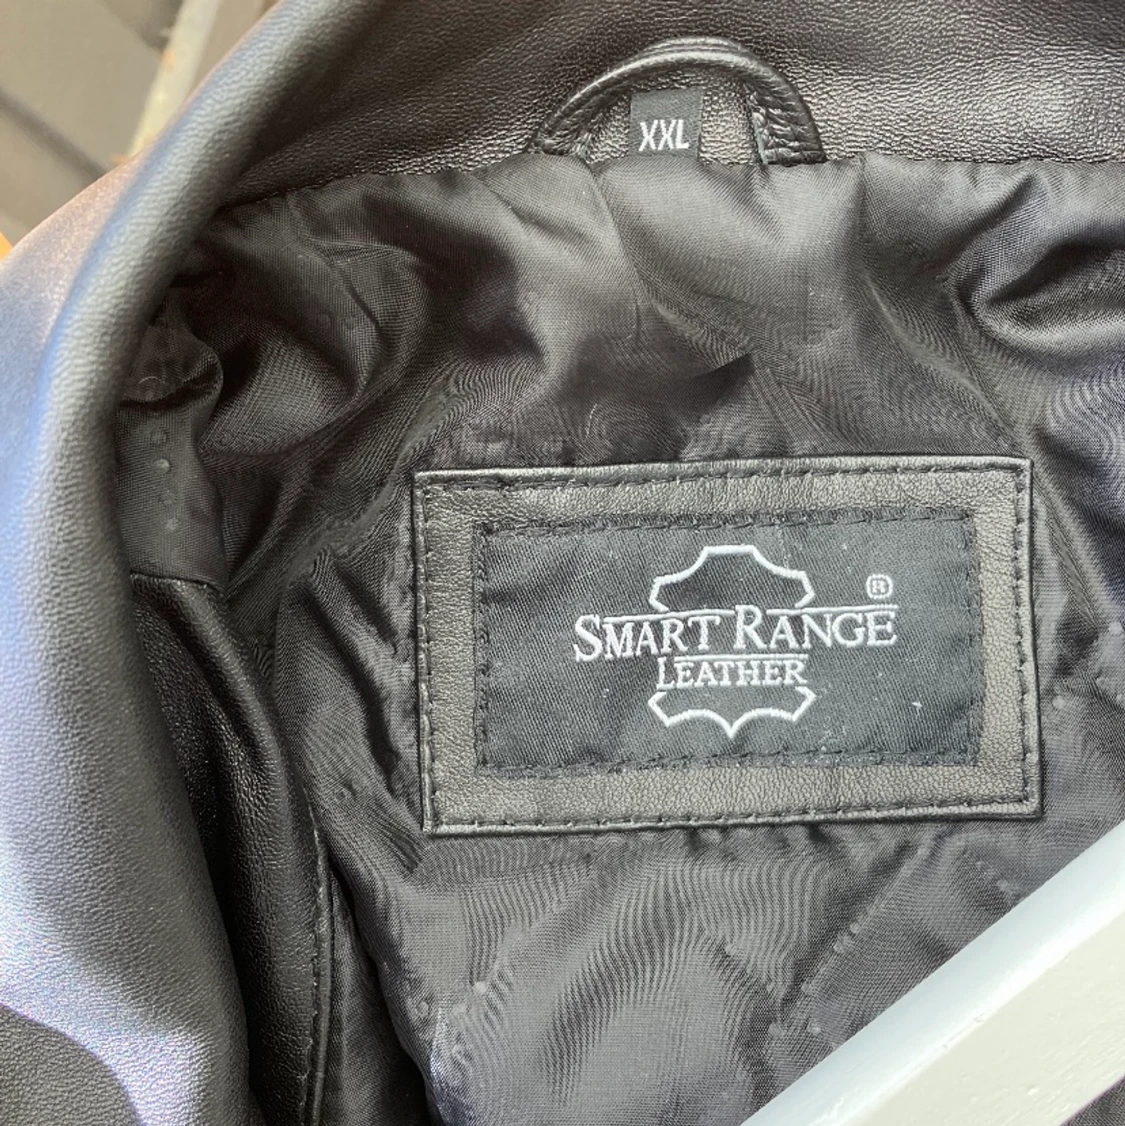 XXL
®
SMART RANGE
LEATHER